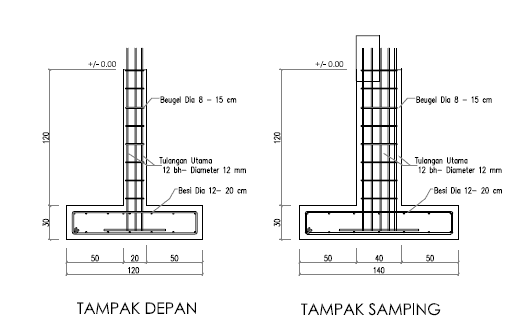 +/- 0.00
Beugel Dia 8 - 15 cm
120
Tulangan Utama
12 bh- Diameter 12 mm
Besi Dia 12- 20 cm
30
50 20 50
120
TAMPAK DEPAN
+/- 0.00
Beugel Dia 8 - 15 cm
120
Tulangan Utama
12 bh- Diameter 12 mm
Besi Dia 12- 20 cm
30
50 40 50
140
TAMPAK SAMPING